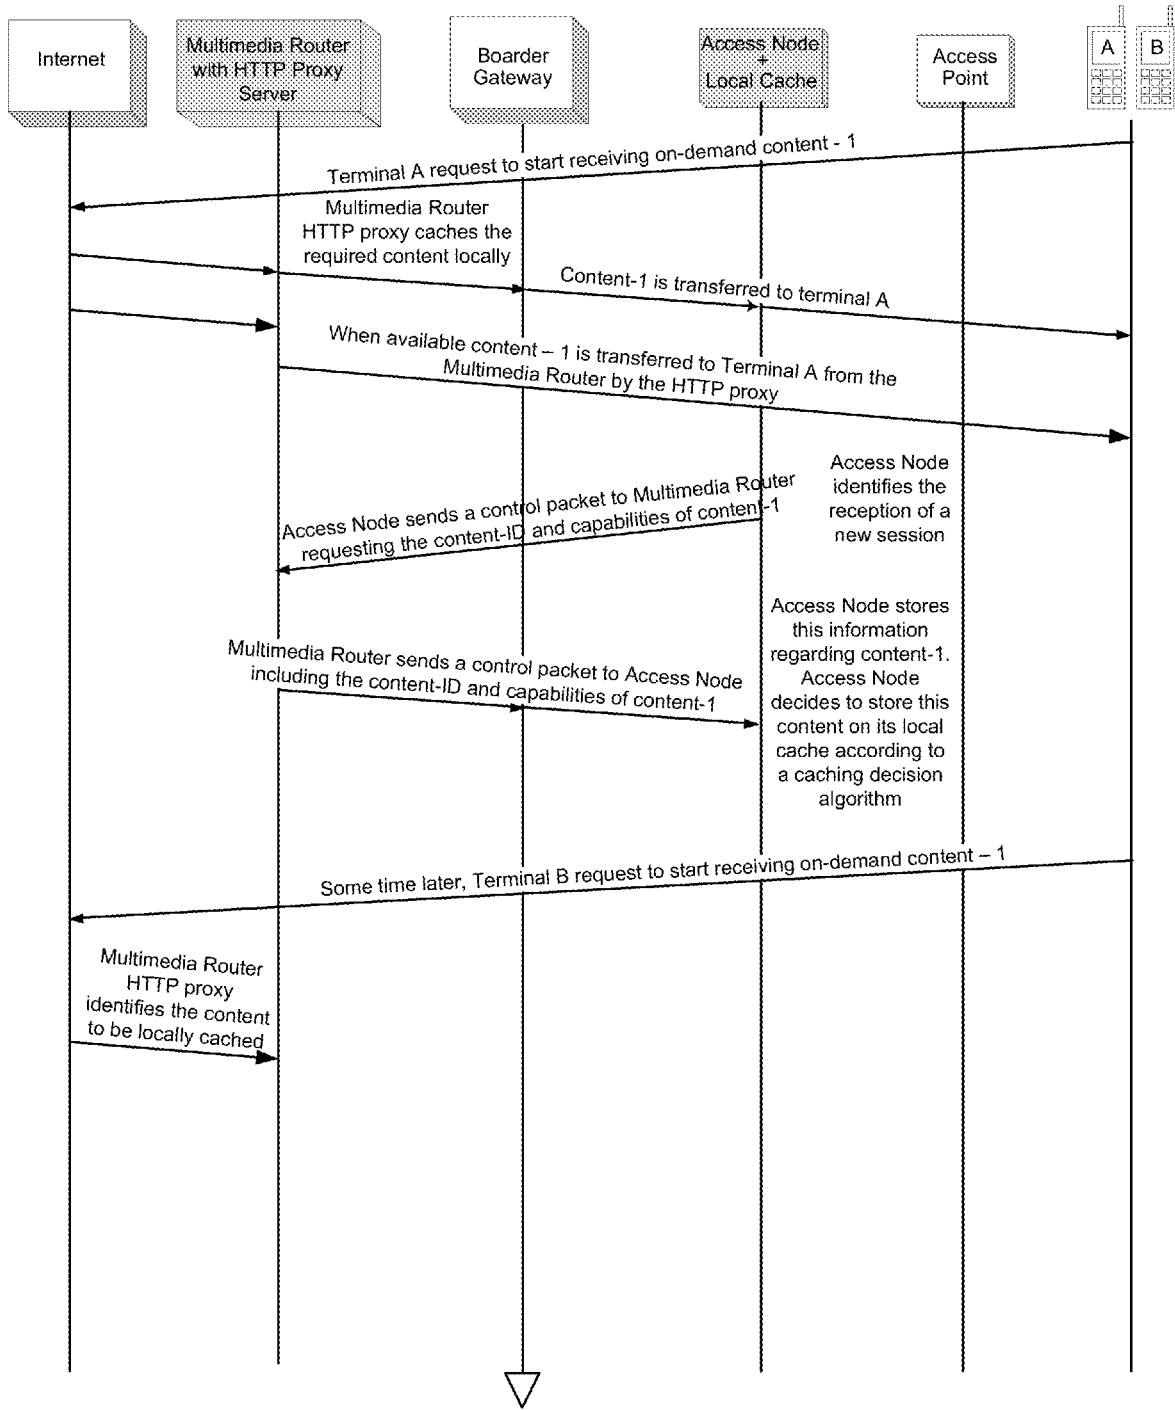 Internet
Multimedia Router
with HTTP Proxy
Server
Boarder
Gateway
Access Node
+
Local Cache
Access
Point
A
B
Terminal A request to start receiving on-demand content - 1
Multimedia Router
HTTP proxy caches the
required content locally
Content-1 is transferred to terminal A
When available content – 1 is transferred to Terminal A from the
Multimedia Router by the HTTP proxy
Access Node
identifies the
reception of a
new session
Access Node sends a control packet to Multimedia Router
requesting the content-ID and capabilities of content-1
Access Node stores
this information
regarding content-1.
Access Node
decides to store this
content on its local
cache according to
a caching decision
algorithm
Multimedia Router sends a control packet to Access Node
including the content-ID and capabilities of content-1
Some time later, Terminal B request to start receiving on-demand content – 1
Multimedia Router
HTTP proxy
identifies the content
to be locally cached